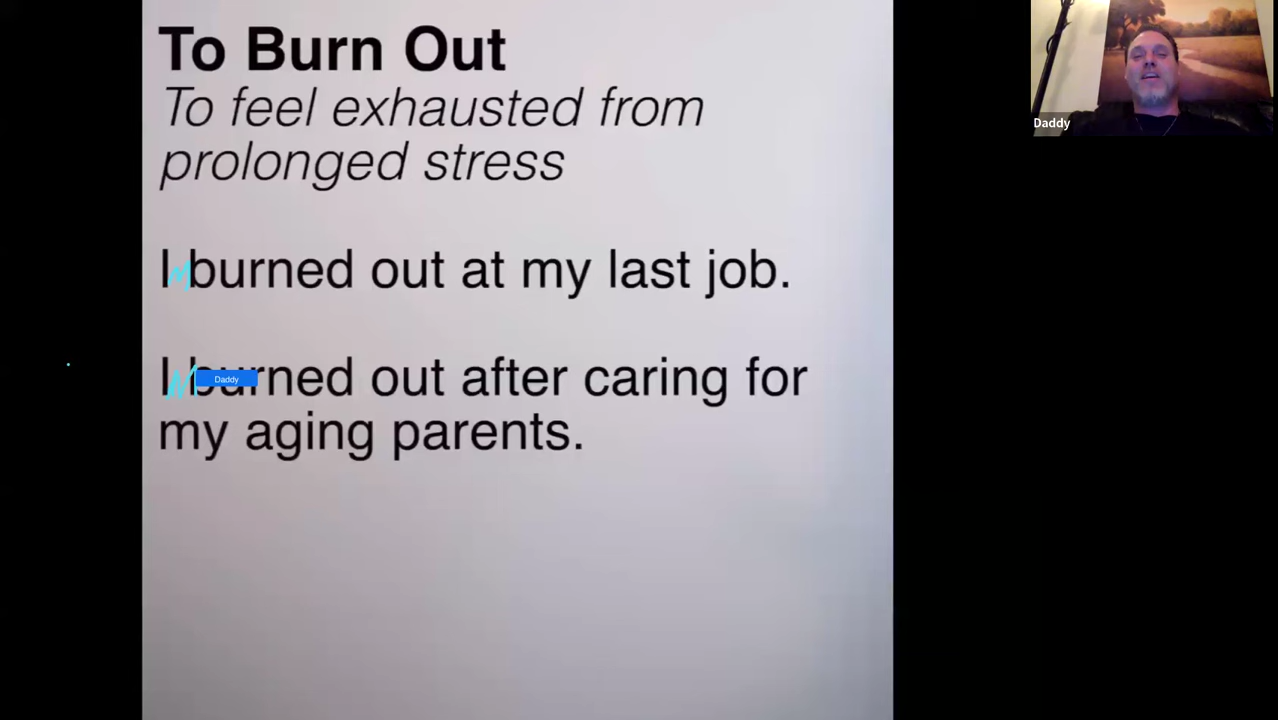 To Burn Out
To feel exhausted from
prolonged stress
I burned out at my last job.
I burned out after caring for
my aging parents.
Daddy
Daddy